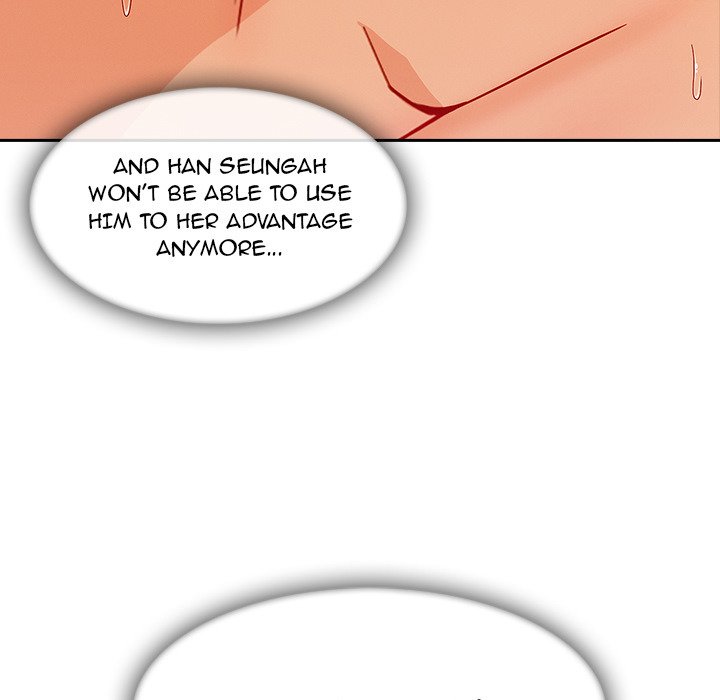 AND HAN SEUNGAH
WON'T BE ABLE TO USE
HIM TO HER ADVANTAGE
ANYMORE...